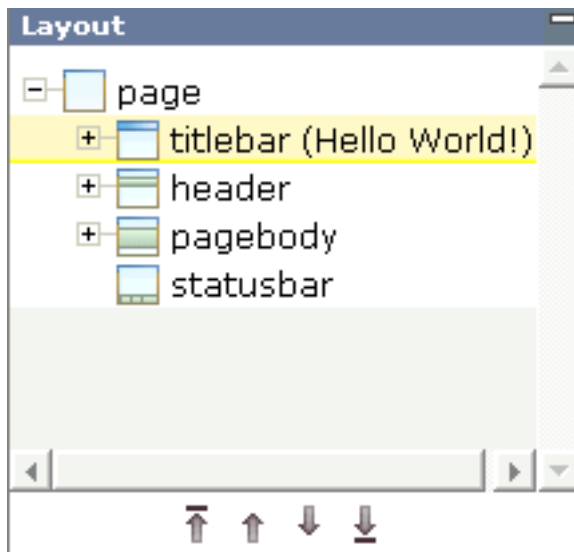 Layout
page
titlebar (Hello World!)
header
pagebody
statusbar